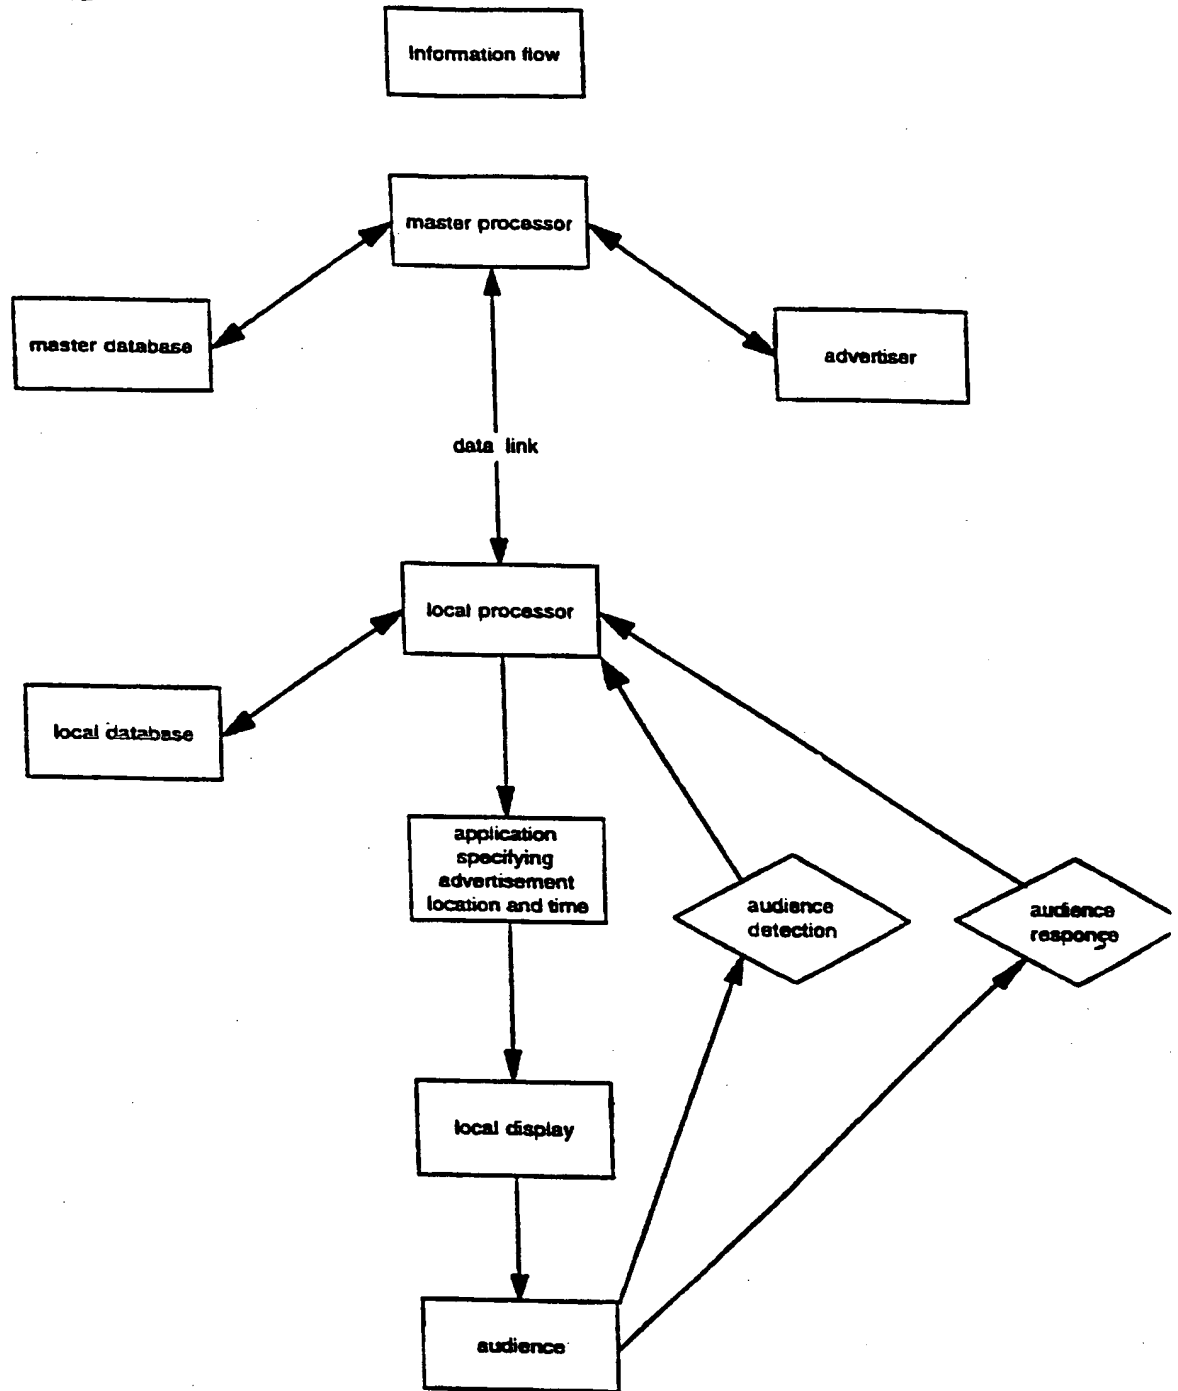 Information flow
master processor
master database
advertiser
data link
local processor
local database
application
specifying
advertisement
location and time
audience
detection
audience
responce
local display
audience